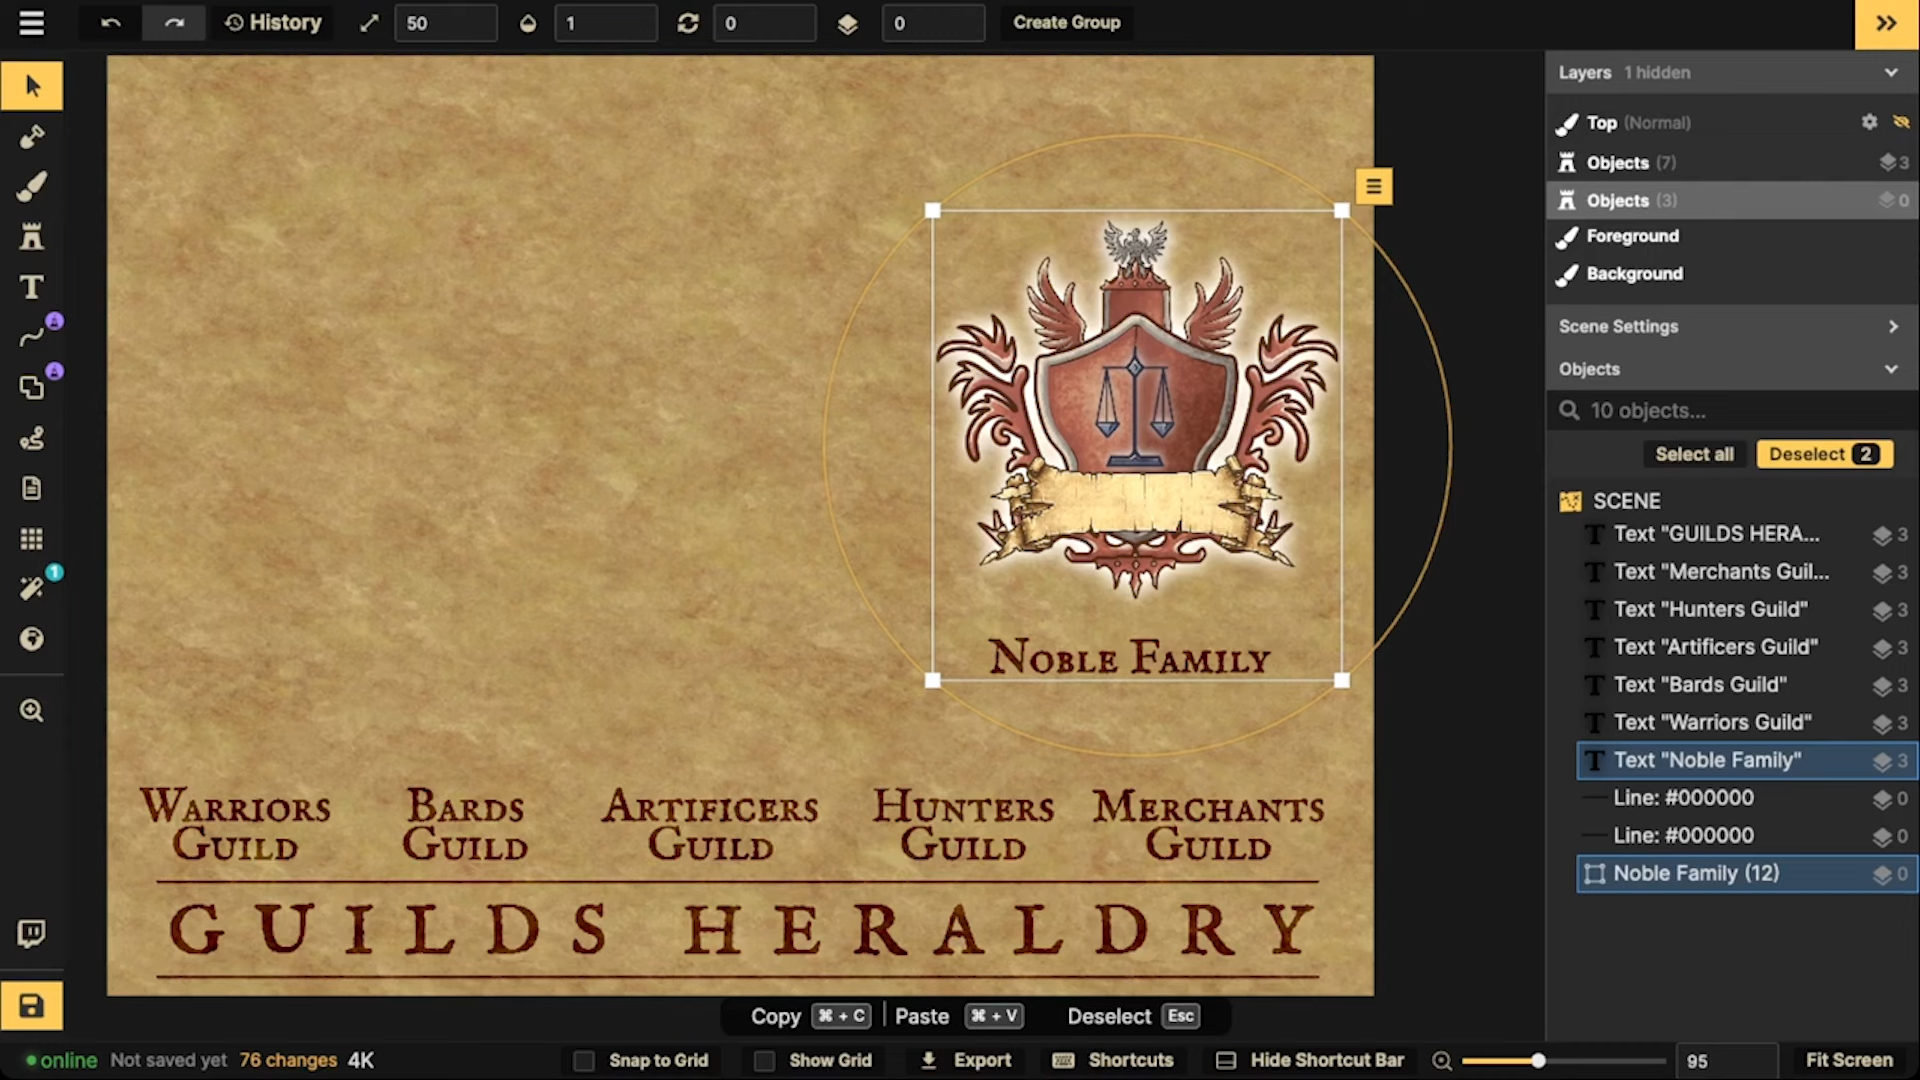 History
50
1
0
0
Create Group
Layers 1 hidden
Top (Normal)
Objects (7) 3
Objects (3) 0
Foreground
Background
Scene Settings
Objects
10 objects...
Select all
Deselect 2
SCENE
Text "GUILDS HERA... 3
Text "Merchants Guil... 3
Text "Hunters Guild" 3
Text "Artificers Guild" 3
Text "Bards Guild" 3
Text "Warriors Guild" 3
Text "Noble Family" 3
Line: #000000 0
Line: #000000 0
Noble Family (12) 0
1
Noble Family
Warriors
Guild
Bards
Guild
Artificers
Guild
Hunters
Guild
Merchants
Guild
GUILDS HERALDRY
Copy ⌘ + C Paste ⌘ + V Deselect Esc
online Not saved yet 76 changes 4K
Snap to Grid
Show Grid
Export
Shortcuts
Hide Shortcut Bar
95
Fit Screen